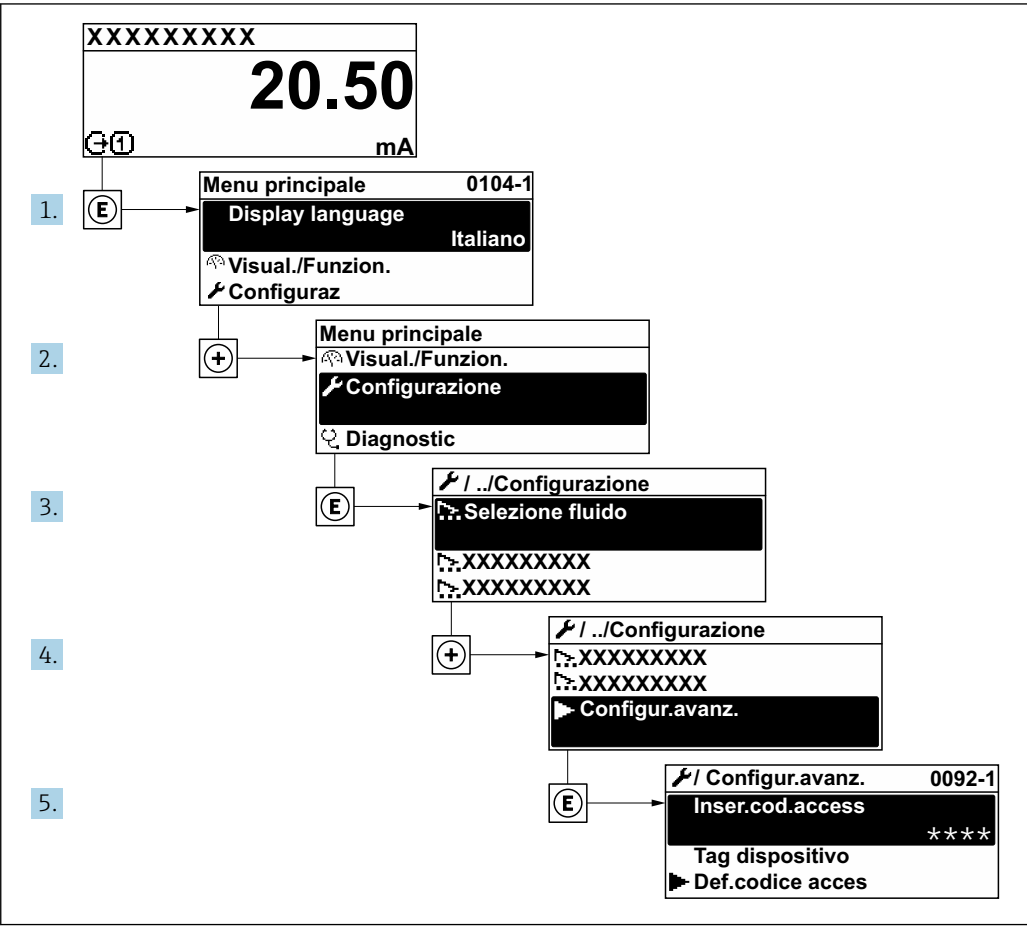 XXXXXXXXX
20.50
1
mA
1.
E
Menu principale 0104-1
Display language
Italiano
Visual./Funzion.
Configuraz
2.
+
Menu principale
Visual./Funzion.
Configurazione
Diagnostic
3.
E
/ ../Configurazione
Selezione fluido
XXXXXXXXX
XXXXXXXXX
4.
+
/ ../Configurazione
XXXXXXXXX
XXXXXXXXX
Configur.avanz.
5.
E
/ Configur.avanz. 0092-1
Inser.cod.access
****
Tag dispositivo
Def.codice acces